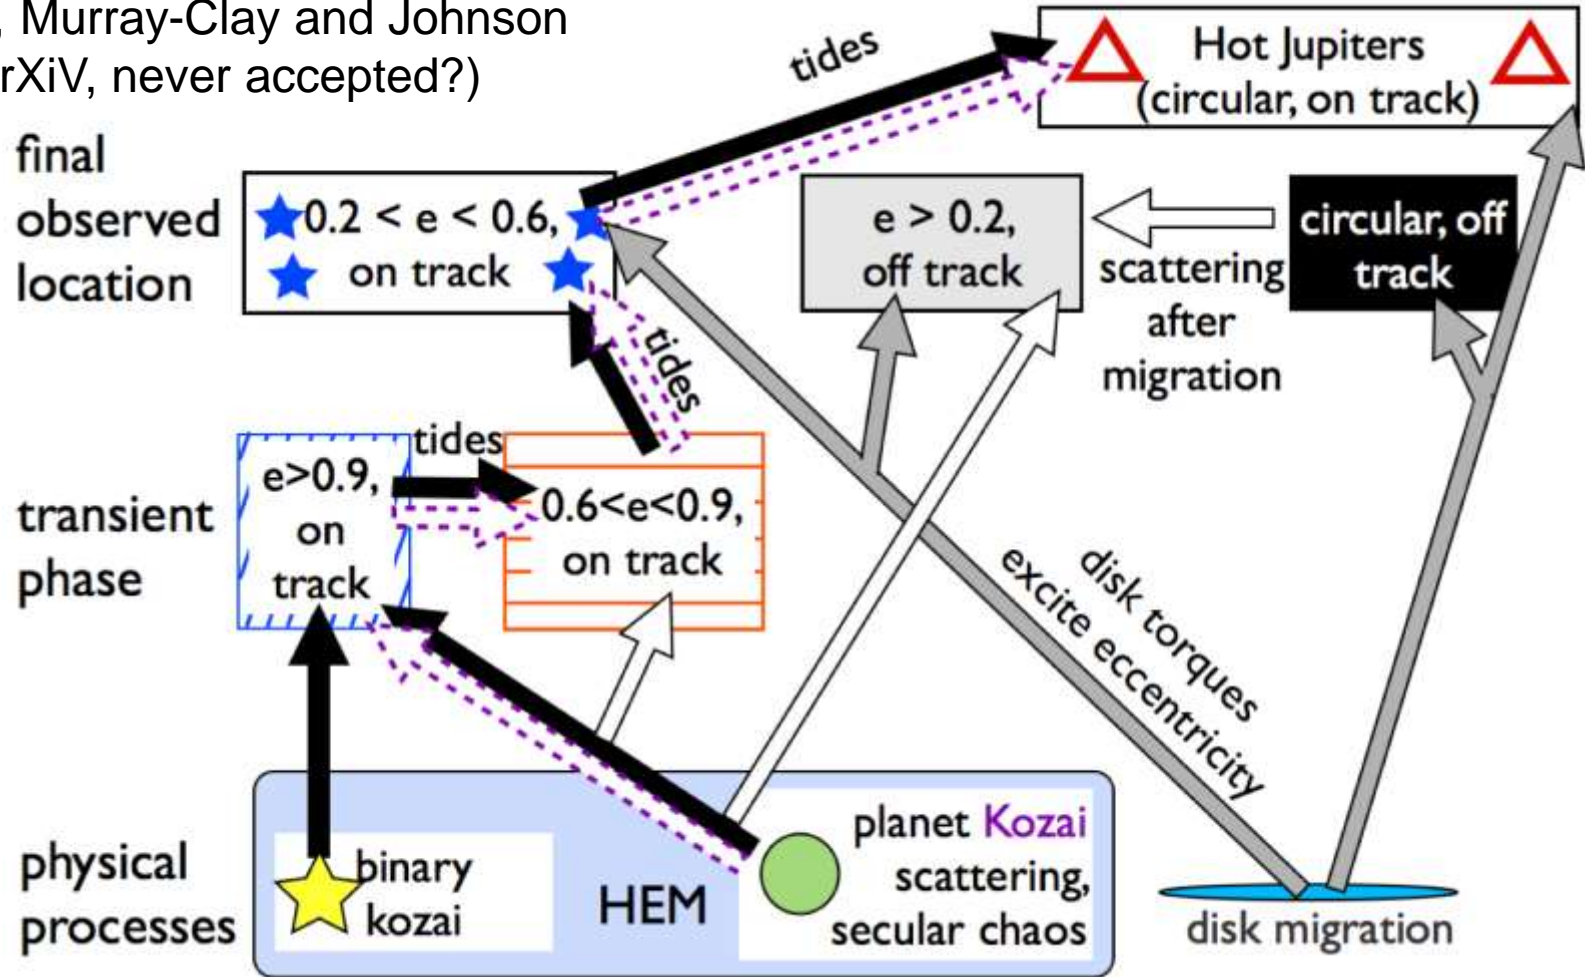 , Murray-Clay and Johnson
rXiV, never accepted?)
tides
Hot Jupiters
(circular, on track)
final
observed
location
0.2 < e < 0.6,
on track
e > 0.2,
off track
scattering
after
migration
circular, off
track
tides
transient
phase
e>0.9,
on
track
tides
0.6<e<0.9,
on track
disk torques
excite eccentricity
physical
processes
binary
kozai
HEM
planet Kozai
scattering,
secular chaos
disk migration